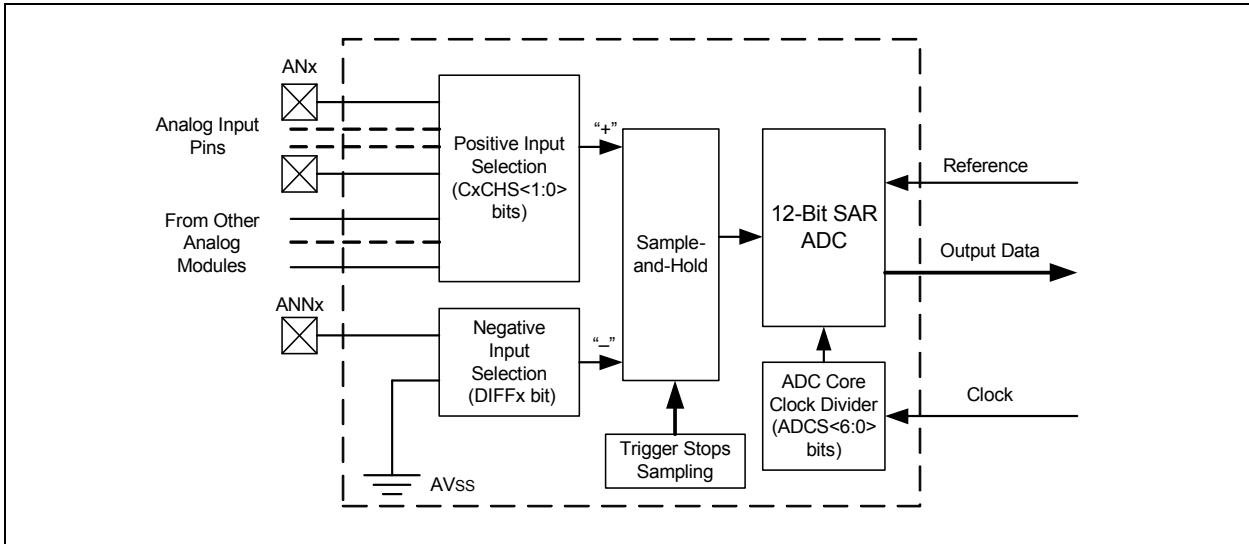 ANx
Analog Input
Pins
From Other
Analog
Modules
ANNx
Positive Input
Selection
(CxCHS<1:0>
bits)
“+”
Negative
Input
Selection
(DIFFx bit)
“–”
AVSS
Sample-
and-Hold
Trigger Stops
Sampling
12-Bit SAR
ADC
ADC Core
Clock Divider
(ADCS<6:0>
bits)
Reference
Output Data
Clock